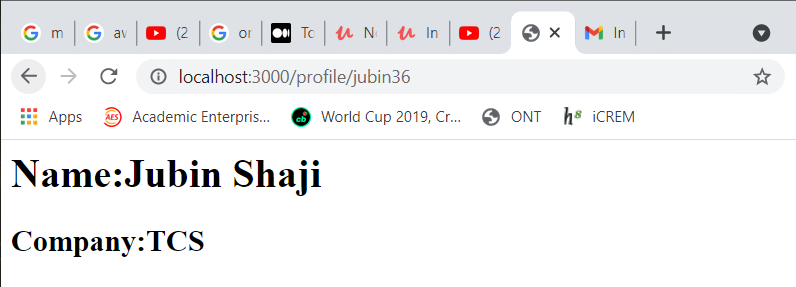 m
av
(2
or
To
No
In
(2
In
localhost:3000/profile/jubin36
Apps
Academic Enterpris...
World Cup 2019, Cr...
ONT
iCREM
Name:Jubin Shaji
Company:TCS